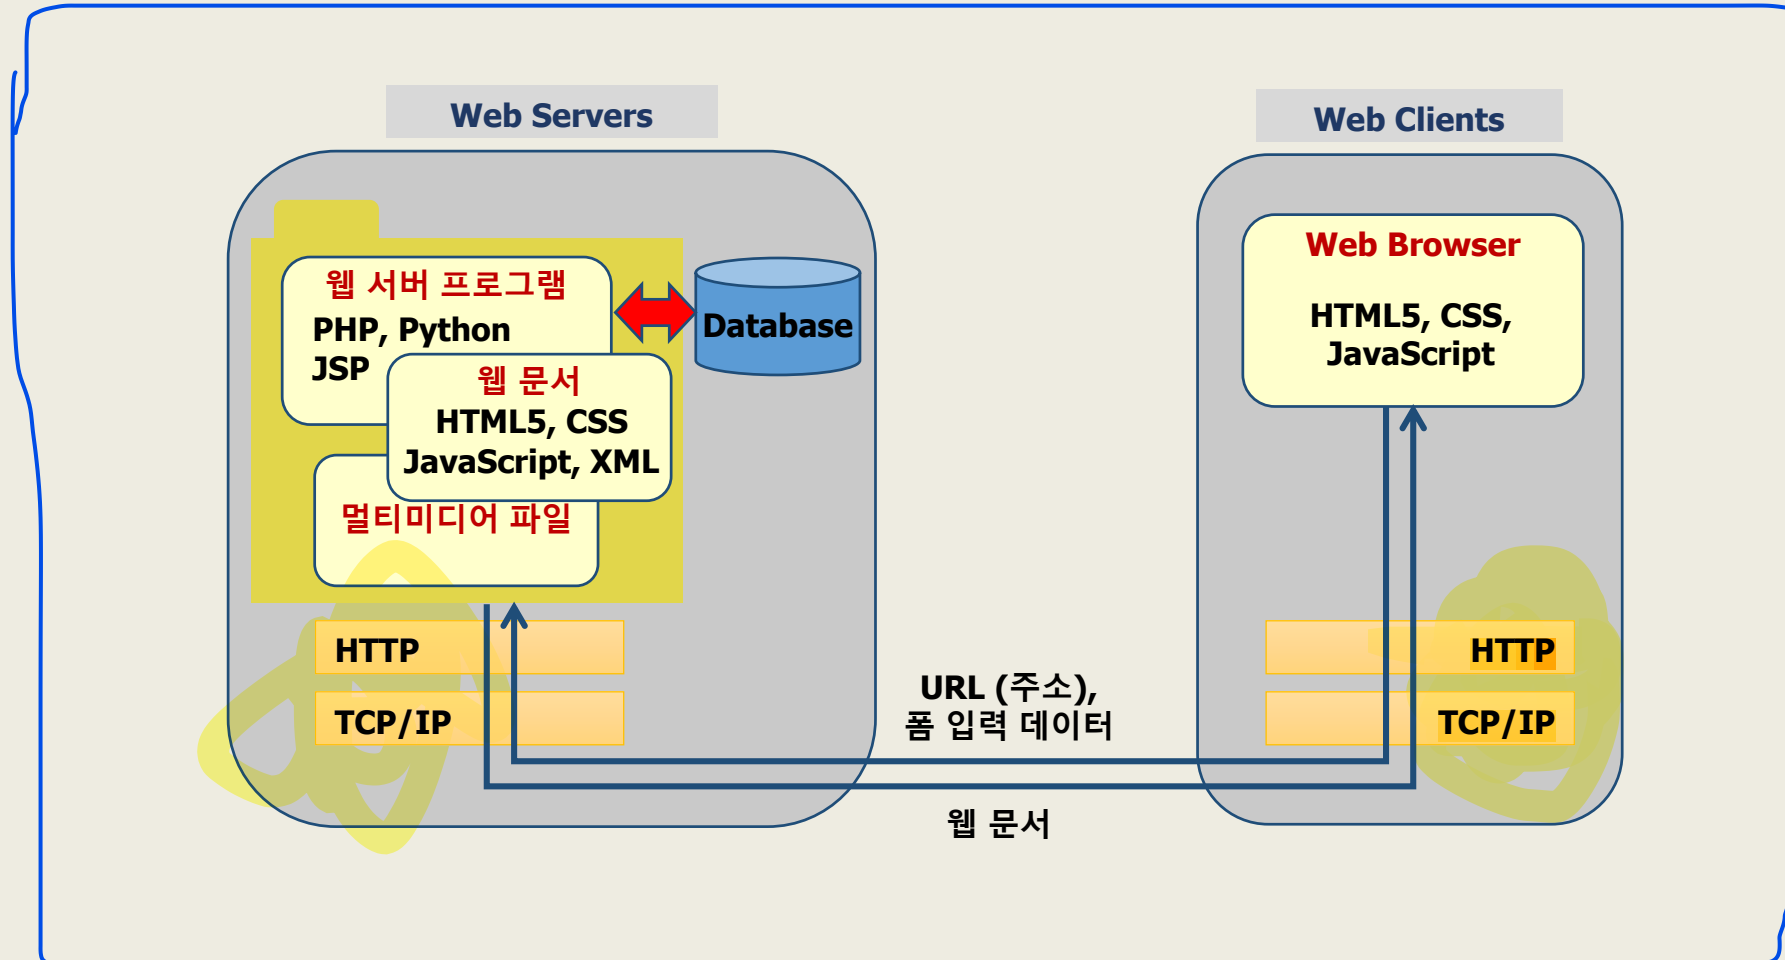 Web Servers
Web Clients
웹 서버 프로그램
PHP, Python
JSP
웹 문서
HTML5, CSS
JavaScript, XML
멀티미디어 파일
Database
HTTP
TCP/IP
URL (주소),
폼 입력 데이터
웹 문서
Web Browser
HTML5, CSS,
JavaScript
HTTP
TCP/IP